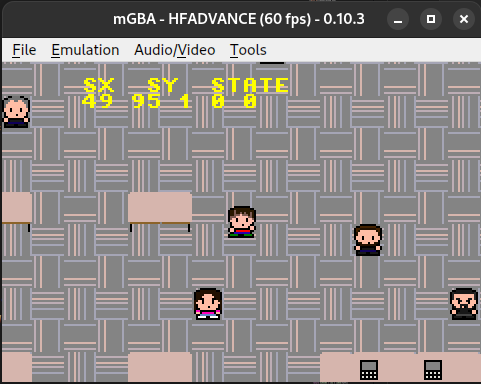 mGBA - HFADVANCE (60 fps) - 0.10.3
File Emulation Audio/Video Tools
SX SY STATE
49 95 1 0 0